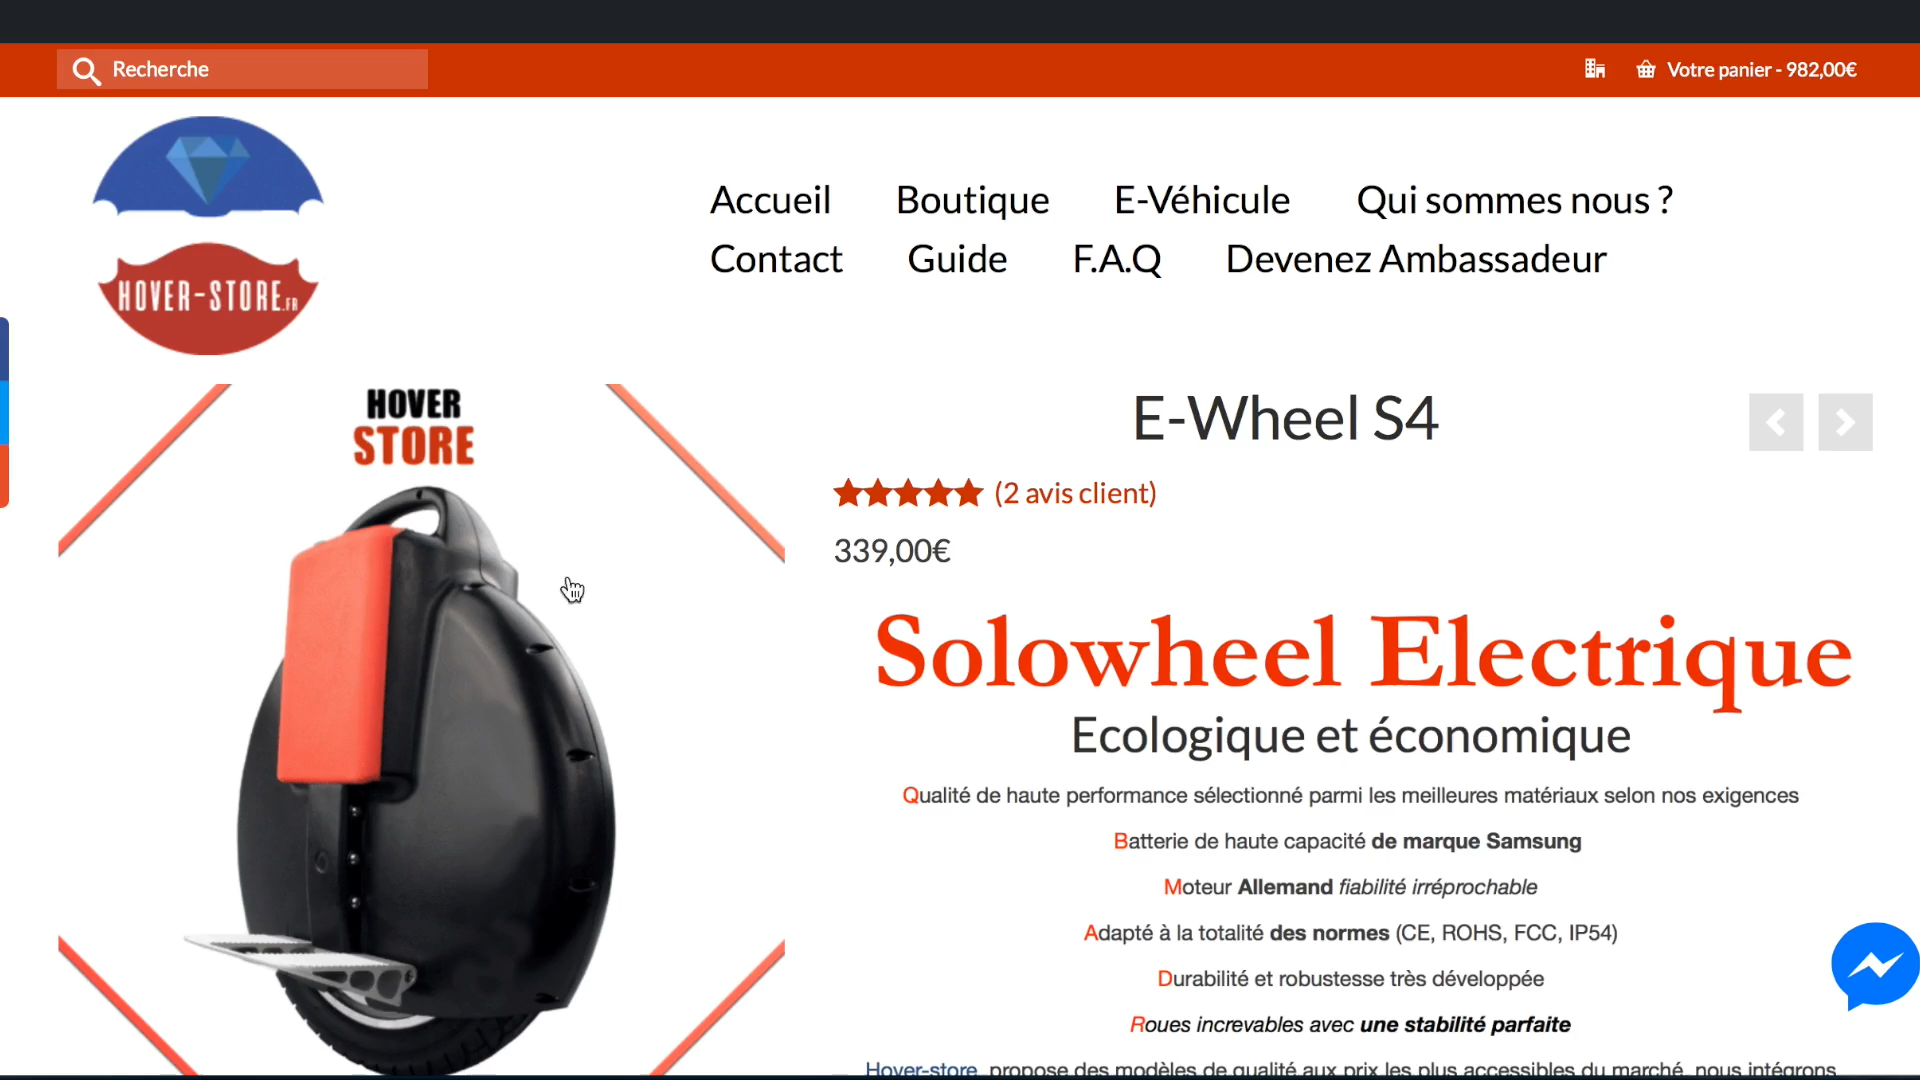 Recherche
Votre panier - 982,00€
HOVER-STORE.FR
Accueil Boutique E-Véhicule Qui sommes nous ?
Contact Guide F.A.Q Devenez Ambassadeur
HOVER
STORE
E-Wheel S4
(2 avis client)
339,00€
Solowheel Electrique
Ecologique et économique
Qualité de haute performance sélectionné parmi les meilleures matériaux selon nos exigences
Batterie de haute capacité de marque Samsung
Moteur Allemand fiabilité irréprochable
Adapté à la totalité des normes (CE, ROHS, FCC, IP54)
Durabilité et robustesse très développée
Roues increvables avec une stabilité parfaite
Hover-store, propose des modèles de qualité aux prix les plus accessibles du marché, nous intégrons